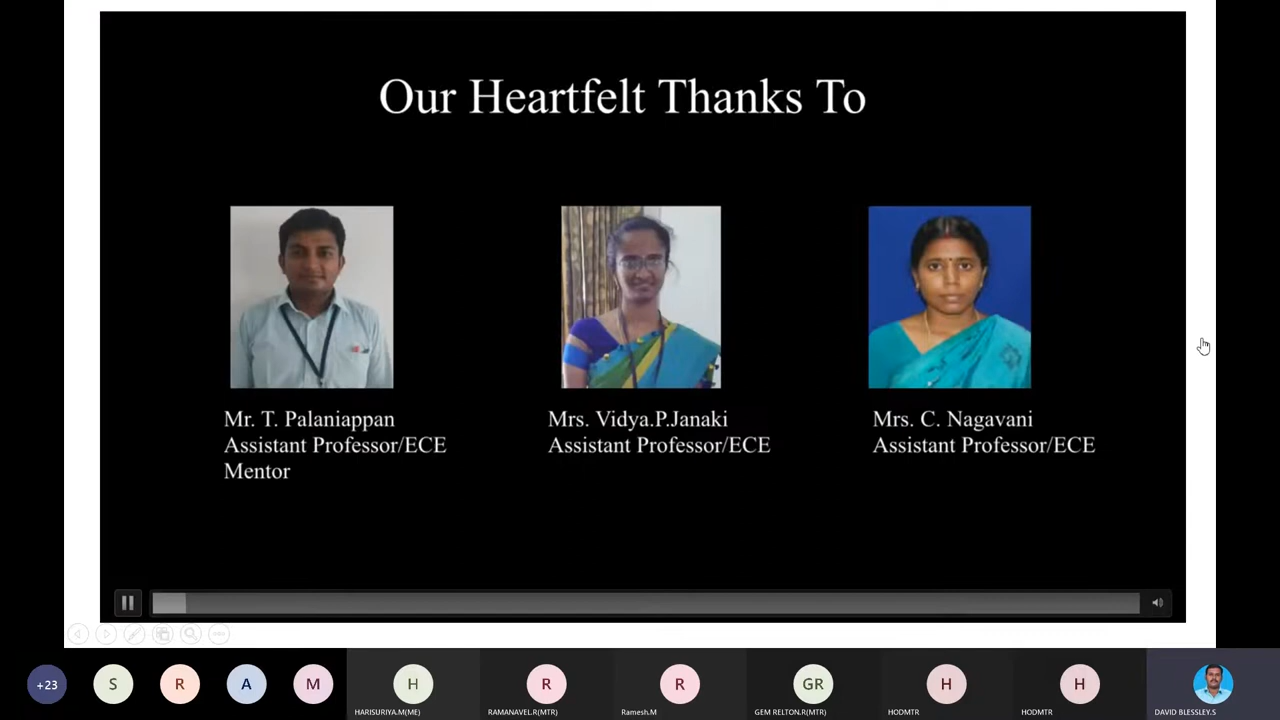 Our Heartfelt Thanks To
Mr. T. Palaniappan
Assistant Professor/ECE
Mentor
Mrs. Vidya.P.Janaki
Assistant Professor/ECE
Mrs. C. Nagavani
Assistant Professor/ECE
+23
S
R
A
M
H
HARISURIYA.M(ME)
R
RAMANAVEL.R(MTR)
R
Ramesh.M
GR
GEM RELTON.R(MTR)
H
HODMTR
H
HODMTR
DAVID BLESSLEY.S